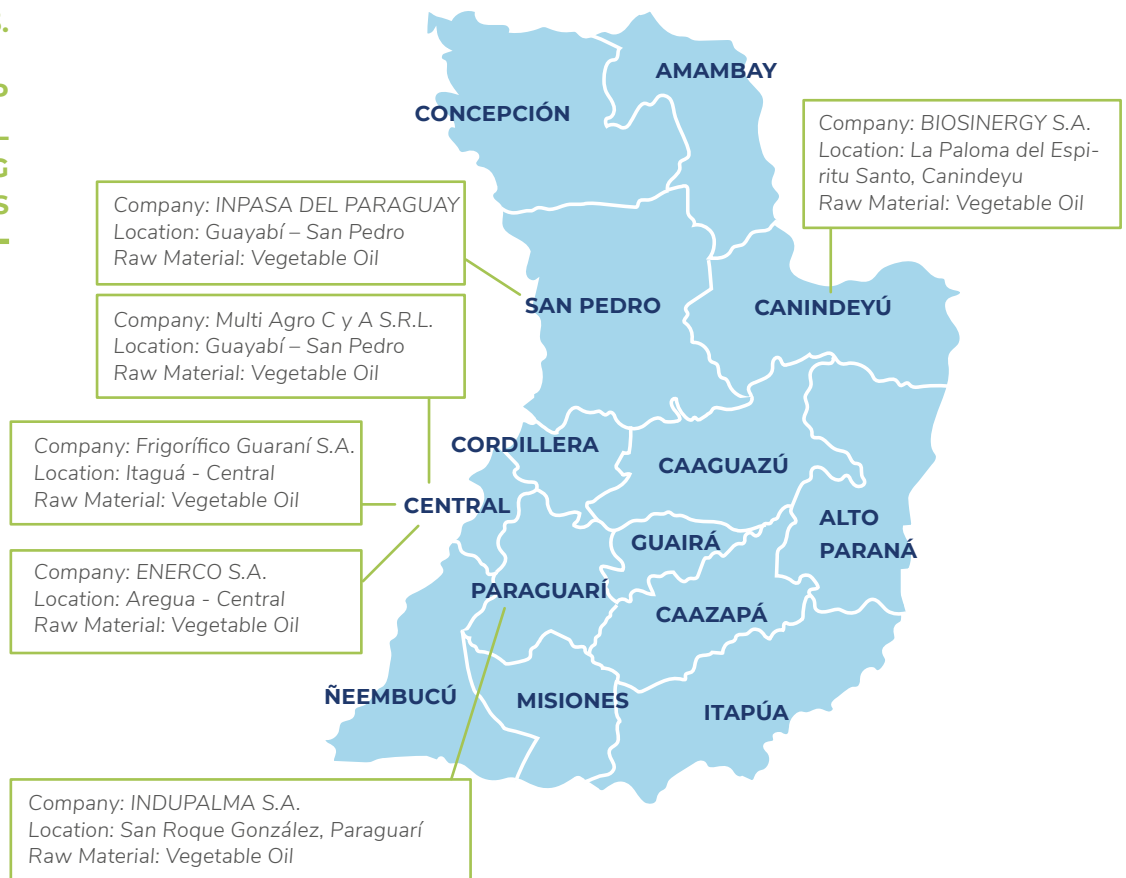 AMAMBAY
CONCEPCIÓN
Company: BIOSINERGY S.A.
Location: La Paloma del Espi-
ritu Santo, Canindeyu
Raw Material: Vegetable Oil
Company: INPASA DEL PARAGUAY
Location: Guayabí – San Pedro
Raw Material: Vegetable Oil
SAN PEDRO
CANINDEYÚ
Company: Multi Agro C y A S.R.L.
Location: Guayabí – San Pedro
Raw Material: Vegetable Oil
CORDILLERA
CAAGUAZÚ
Company: Frigorífico Guaraní S.A.
Location: Itaguá - Central
Raw Material: Vegetable Oil
CENTRAL
ALTO
PARANÁ
GUAIRÁ
Company: ENERCO S.A.
Location: Aregua - Central
Raw Material: Vegetable Oil
PARAGUARÍ
CAAZAPÁ
ÑEEMBUCÚ
MISIONES
ITAPÚA
Company: INDUPALMA S.A.
Location: San Roque González, Paraguarí
Raw Material: Vegetable Oil